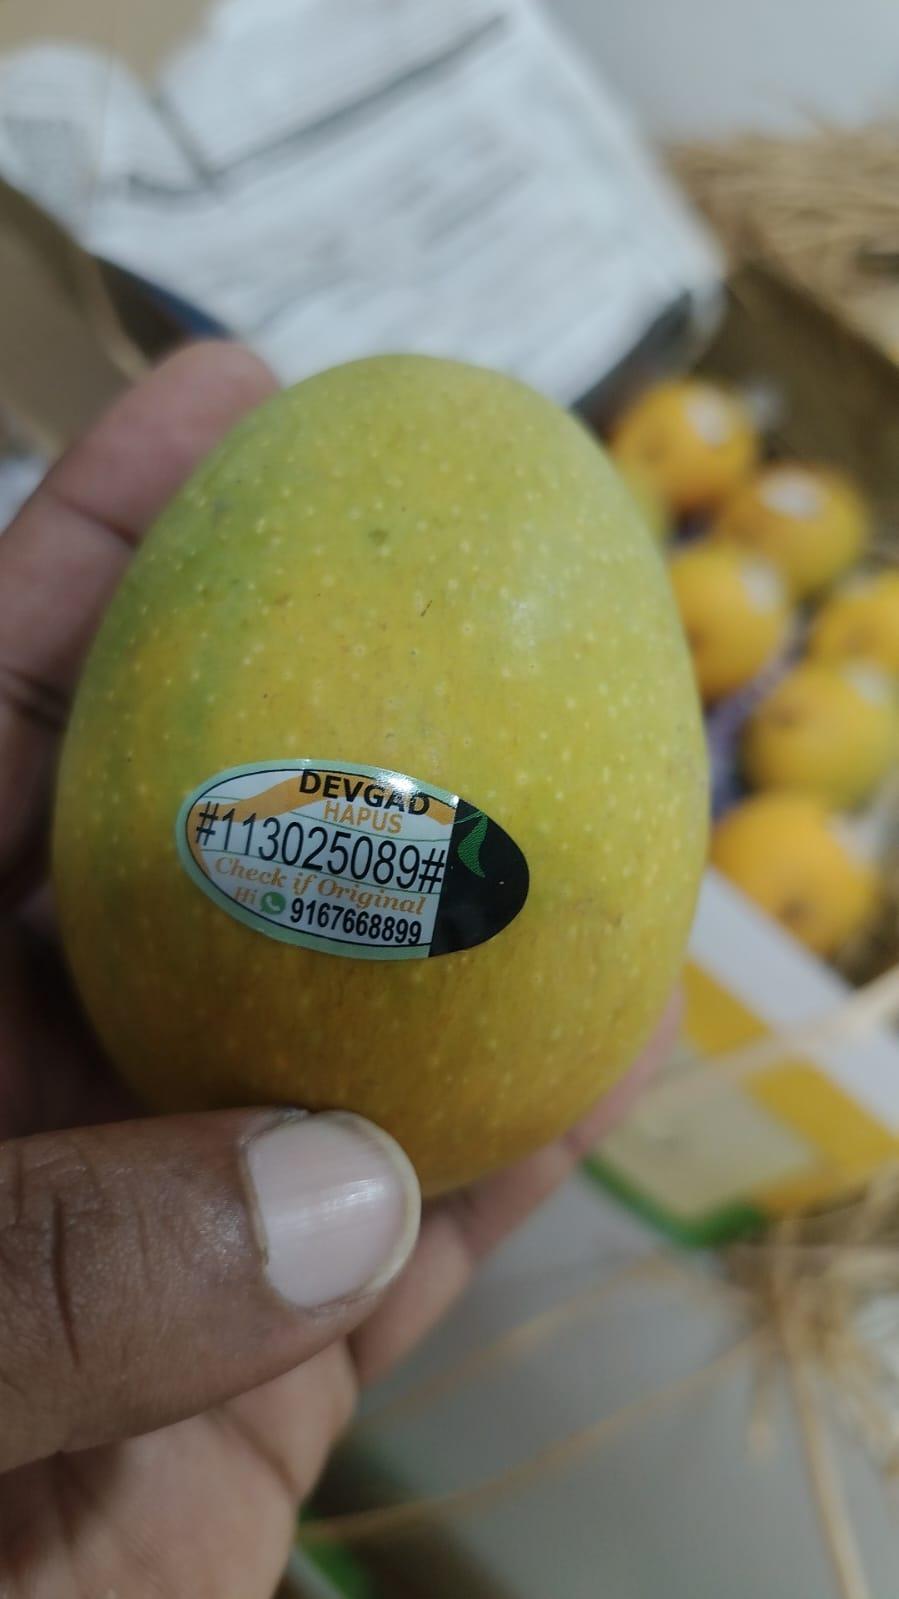 DEVGAD
HAPUS
#113025089#
Check if Original
Hi 9167668899